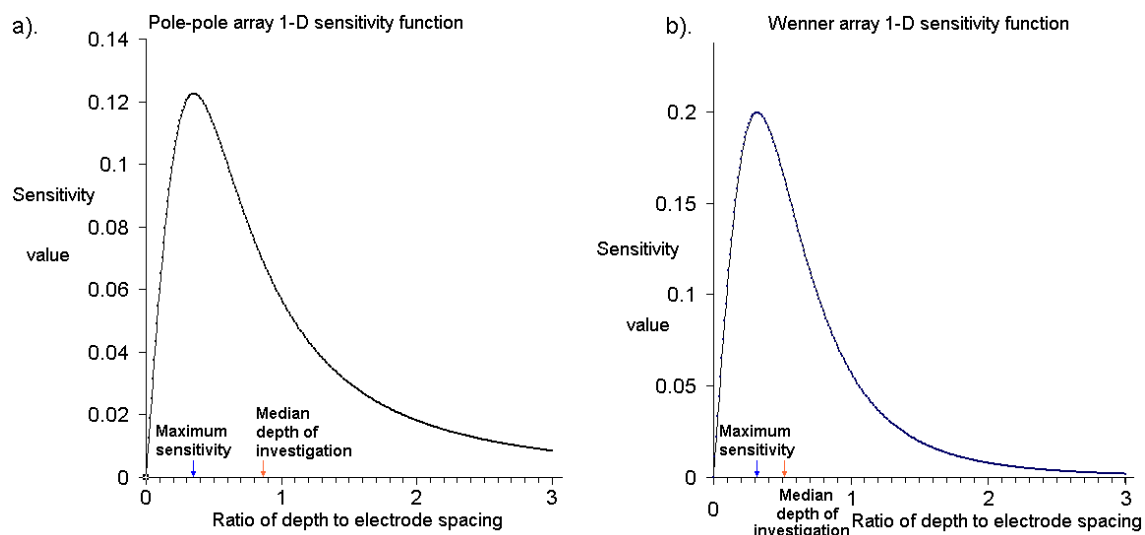 a).
Pole-pole array 1-D sensitivity function
0.14
0.12
0.1
Sensitivity
0.08
value
0.06
0.04
0.02
0
Maximum
sensitivity
Median
depth of
investigation
0
1
2
3
Ratio of depth to electrode spacing
b).
Wenner array 1-D sensitivity function
0.2
0.15
Sensitivity
0.1
value
0.05
0
Maximum
sensitivity
0
1
2
3
Median
depth of
investigation
Ratio of depth to electrode spacing